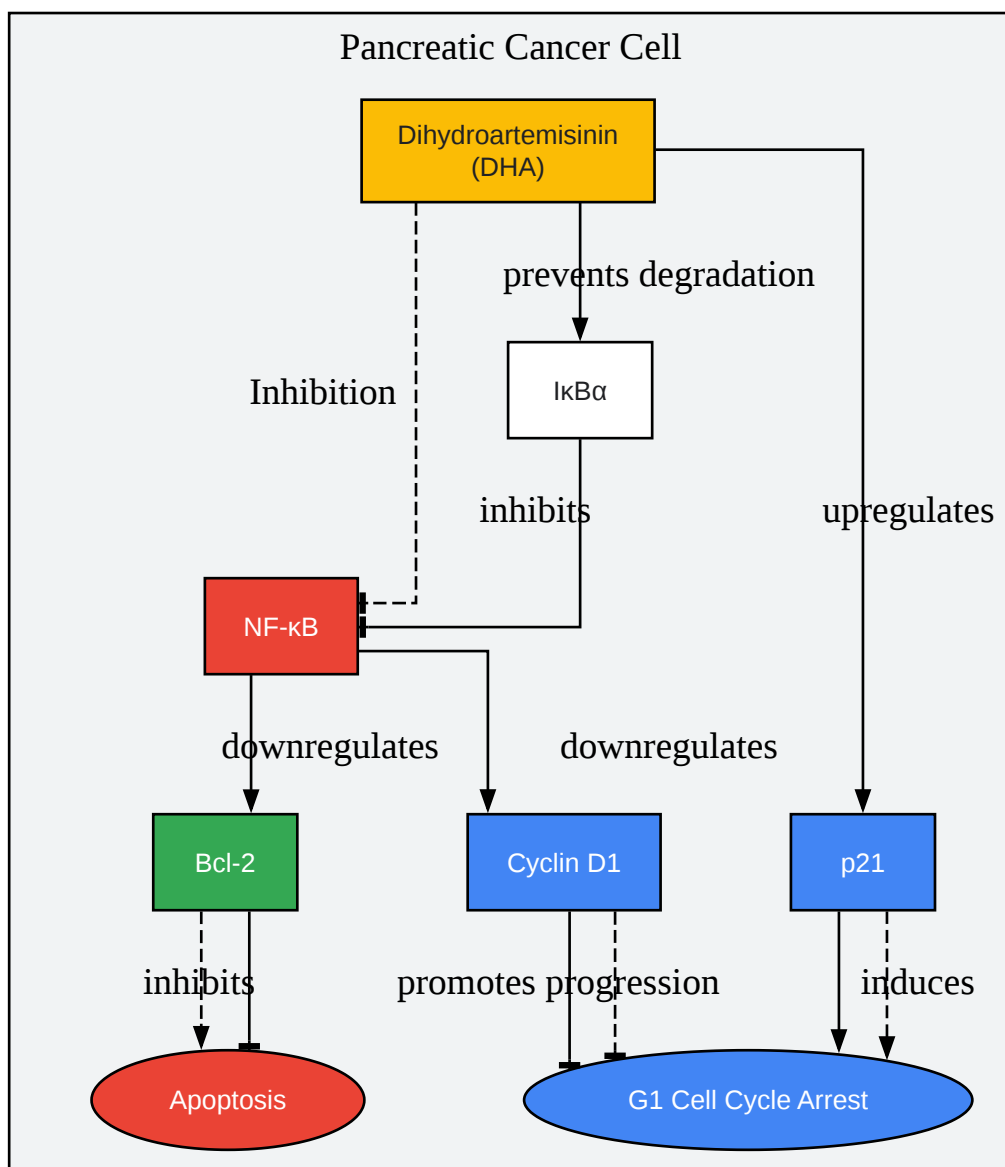 Pancreatic Cancer Cell
Dihydroartemisinin
(DHA)
prevents degradation
Inhibition
IκBα
inhibits
upregulates
NF-κB
downregulates
downregulates
Bcl-2
Cyclin D1
p21
inhibits
promotes progression
induces
Apoptosis
G1 Cell Cycle Arrest